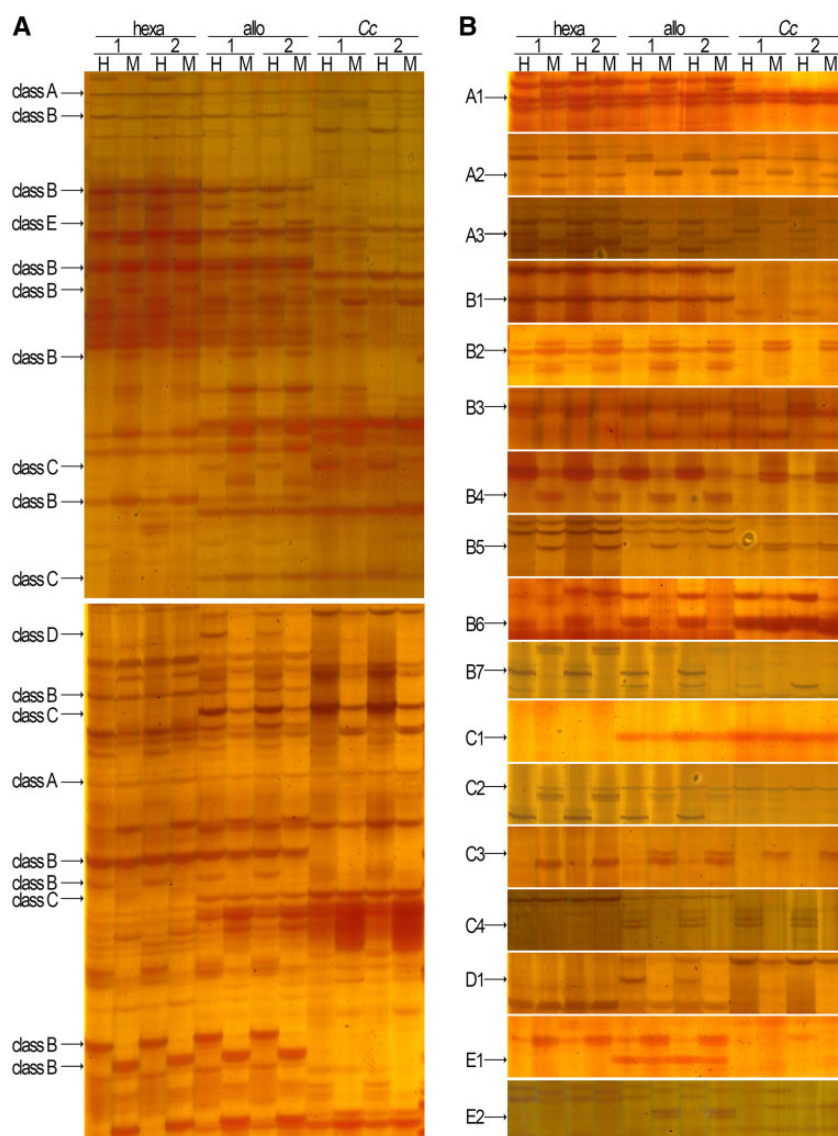 A
hexa allo Cc
1 2 1 2 1 2
H M H M H M H M H M H M
class A
class B
class B
class E
class B
class B
class B
class C
class B
class C
class D
class B
class C
class A
class B
class B
class C
class B
class B
B
hexa allo Cc
1 2 1 2 1 2
H M H M H M H M H M H M
A1
A2
A3
B1
B2
B3
B4
B5
B6
B7
C1
C2
C3
C4
D1
E1
E2